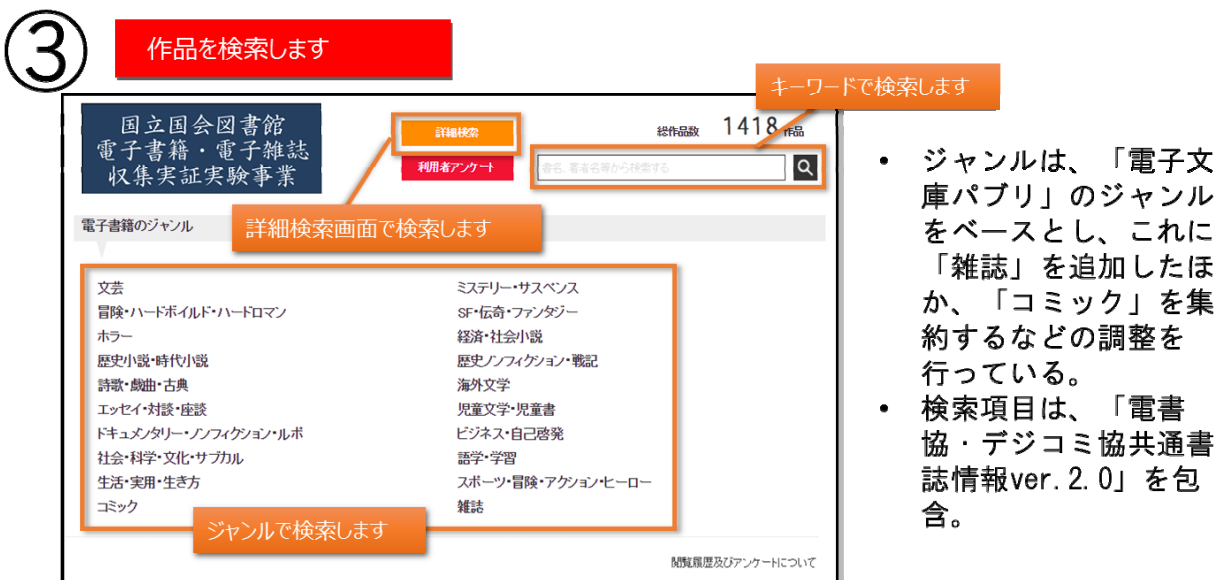 ③
作品を検索します
キーワードで検索します
国立国会図書館
電子書籍・電子雑誌
収集実証実験事業
詳細検索
総作品数 1418作品
利用者アンケート
書名、著者名等から検索する
電子書籍のジャンル
詳細検索画面で検索します
文芸
ミステリー・サスペンス
冒険・ハードボイルド・ハードロマン
SF・伝奇・ファンタジー
ホラー
経済・社会小説
歴史小説・時代小説
歴史ノンフィクション・戦記
詩歌・戯曲・古典
海外文学
エッセイ・対談・座談
児童文学・児童書
ドキュメンタリー・ノンフィクション・ルポ
ビジネス・自己啓発
社会・科学・文化・サブカル
語学・学習
生活・実用・生き方
スポーツ・冒険・アクション・ヒーロー
コミック
雑誌
ジャンルで検索します
閲覧履歴及びアンケートについて
• ジャンルは、「電子文
庫パブリ」のジャンル
をベースとし、これに
「雑誌」を追加したほ
か、「コミック」を集
約するなどの調整を
行っている。
• 検索項目は、「電書
協・デジコミ協共通書
誌情報ver.2.0」を包
含。